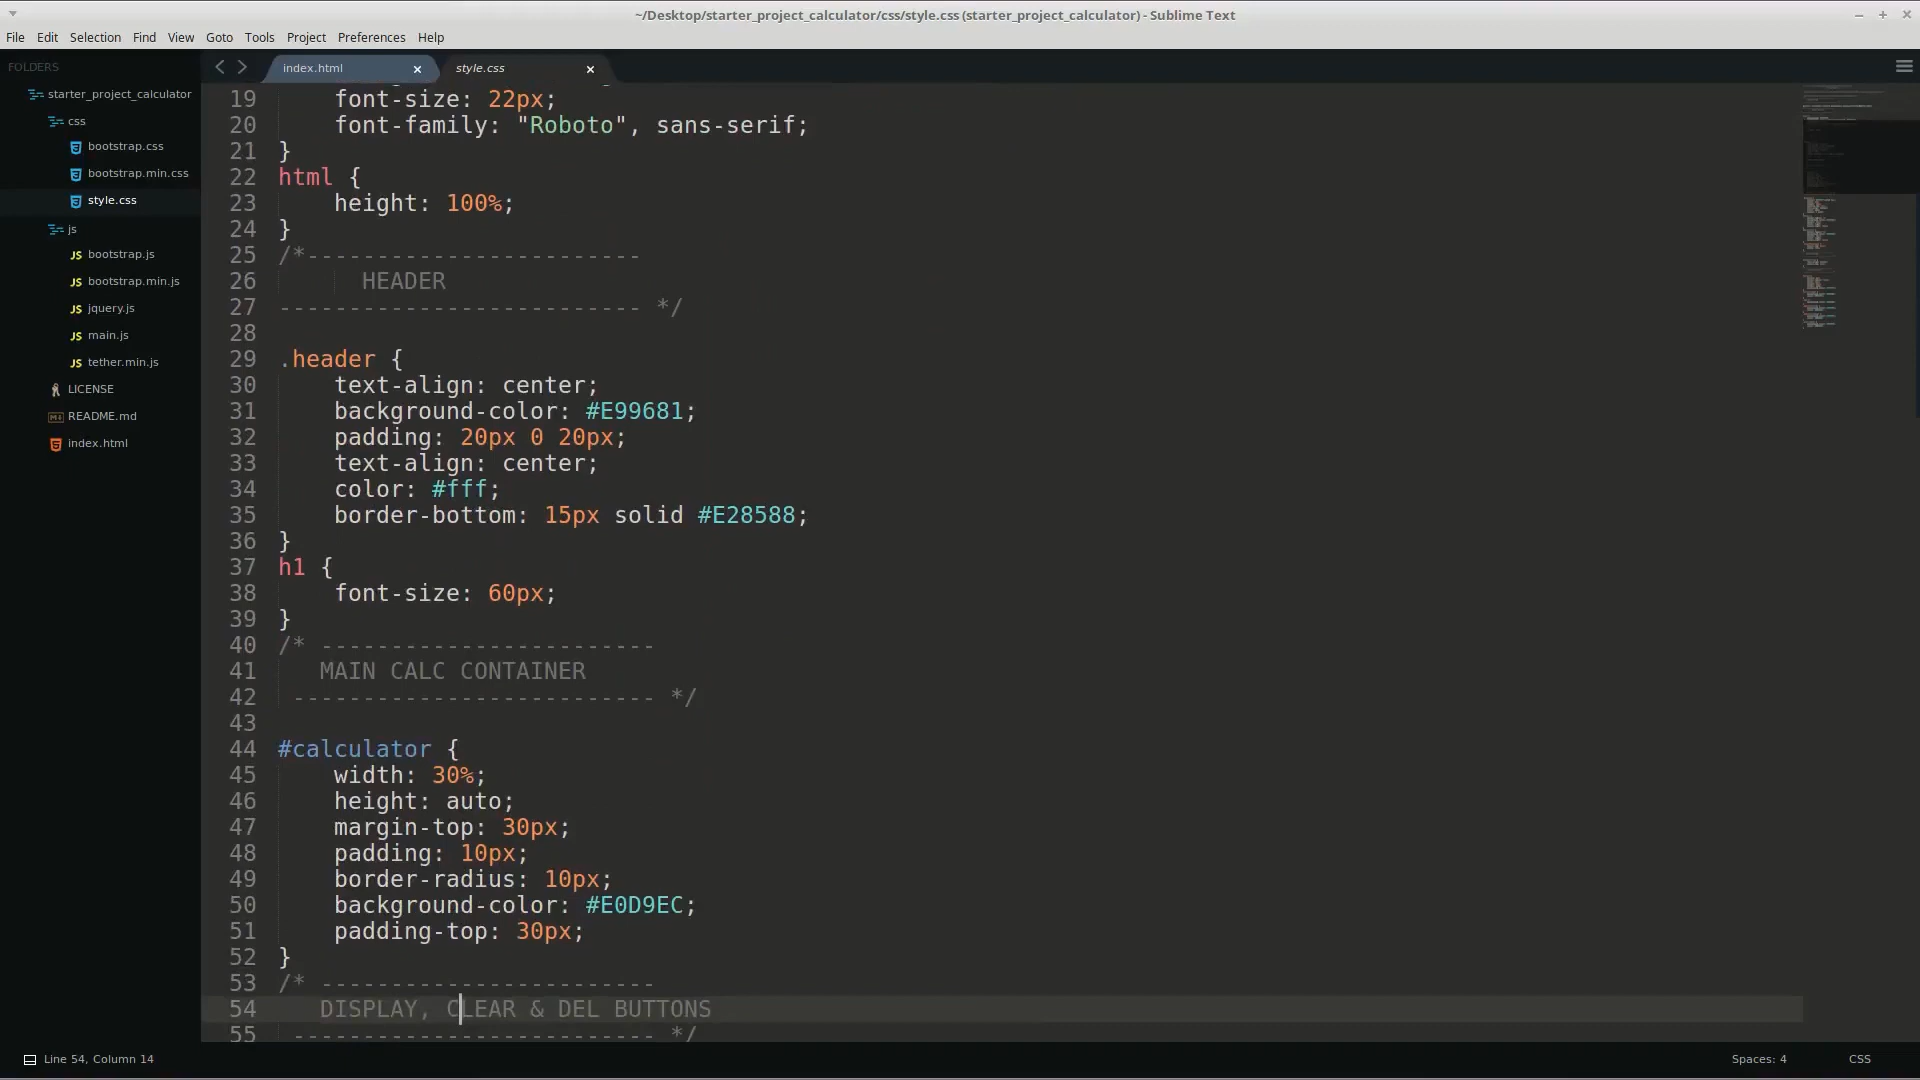 ~/Desktop/starter_project_calculator/css/style.css (starter_project_calculator) - Sublime Text
File Edit Selection Find View Goto Tools Project Preferences Help
FOLDERS
starter_project_calculator
css
bootstrap.css
bootstrap.min.css
style.css
js
bootstrap.js
bootstrap.min.js
jquery.js
main.js
tether.min.js
LICENSE
README.md
index.html
index.html style.css
19 font-size: 22px;
20 font-family: "Roboto", sans-serif;
21 }
22 html {
23 height: 100%;
24 }
25 /*------------------------
26 HEADER
27 -------------------------- */
28
29 .header {
30 text-align: center;
31 background-color: #E99681;
32 padding: 20px 0 20px;
33 text-align: center;
34 color: #fff;
35 border-bottom: 15px solid #E28588;
36 }
37 h1 {
38 font-size: 60px;
39 }
40 /* ------------------------
41 MAIN CALC CONTAINER
42 -------------------------- */
43
44 #calculator {
45 width: 30%;
46 height: auto;
47 margin-top: 30px;
48 padding: 10px;
49 border-radius: 10px;
50 background-color: #E0D9EC;
51 padding-top: 30px;
52 }
53 /* ------------------------
54 DISPLAY, CLEAR & DEL BUTTONS
55 -------------------------- */
Line 54, Column 14 Spaces: 4 CSS